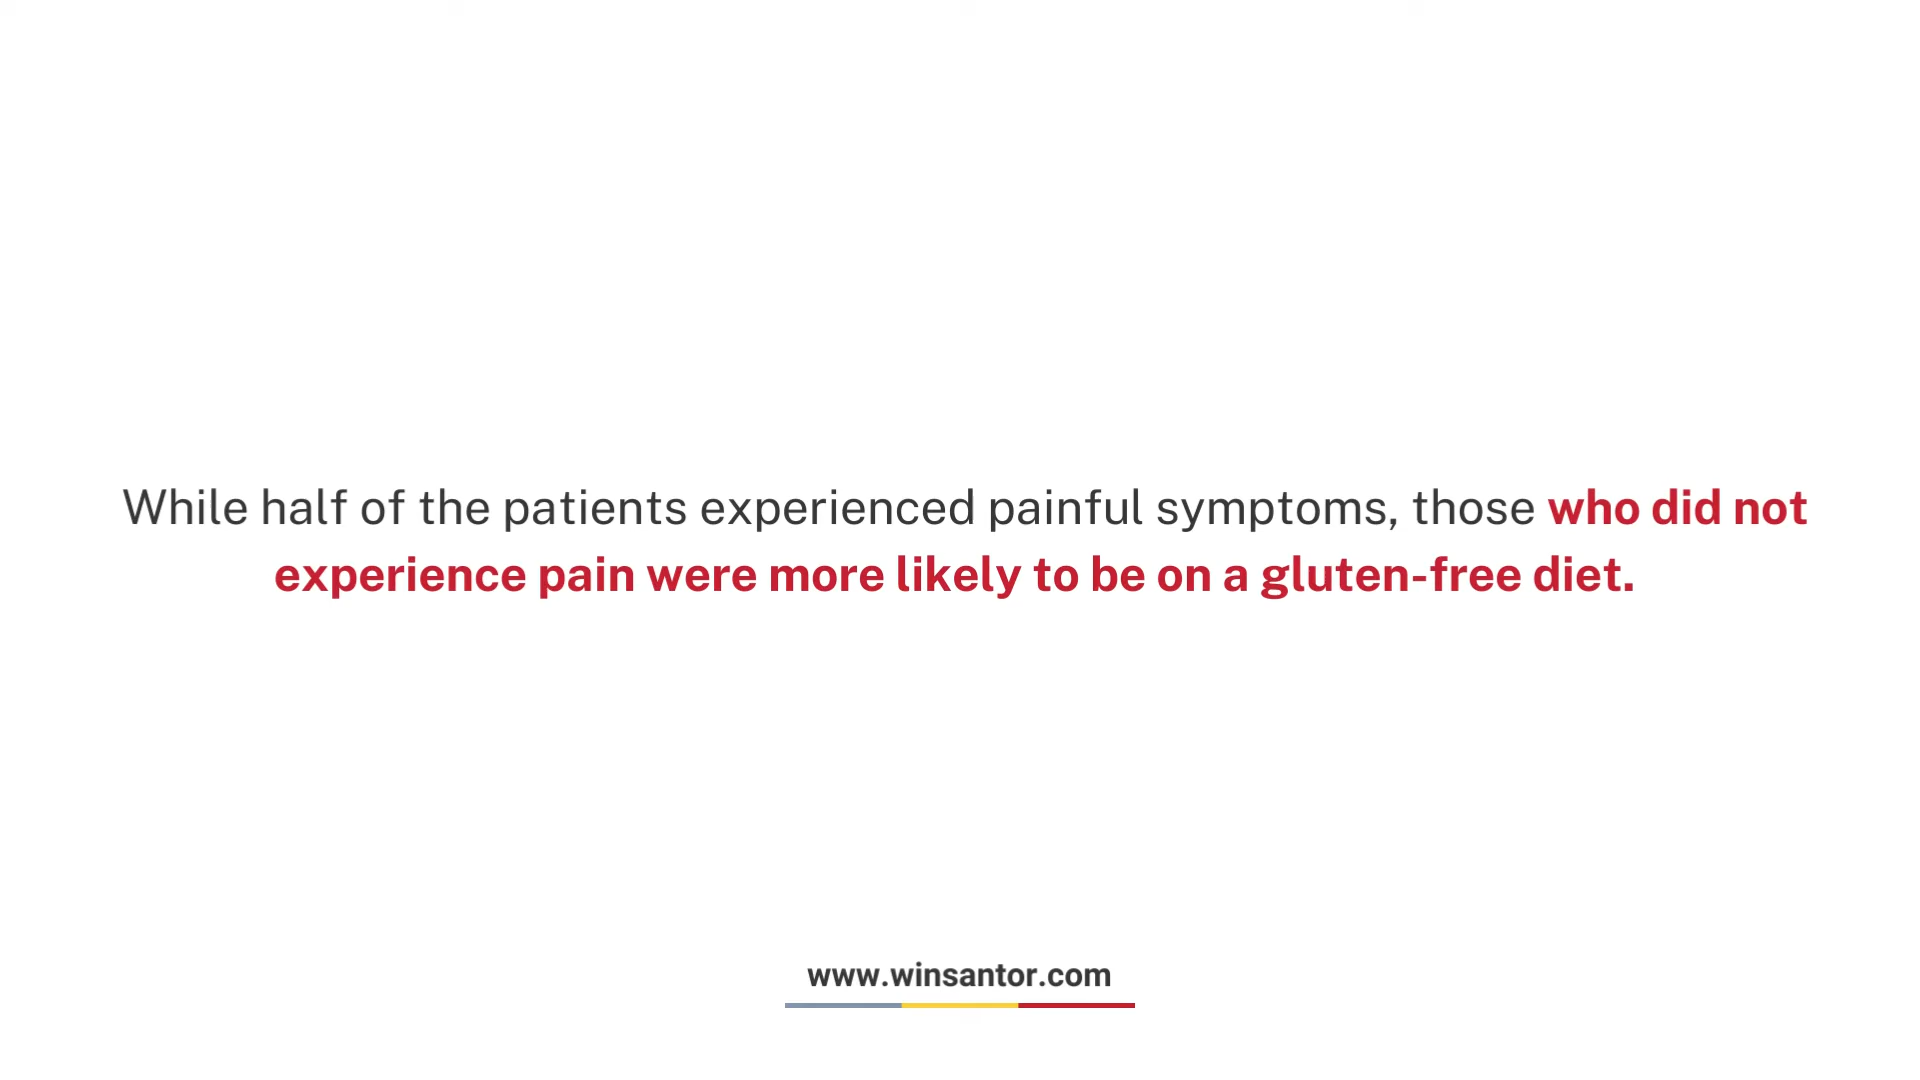 While half of the patients experienced painful symptoms, those who did not
experience pain were more likely to be on a gluten-free diet.
www.winsantor.com